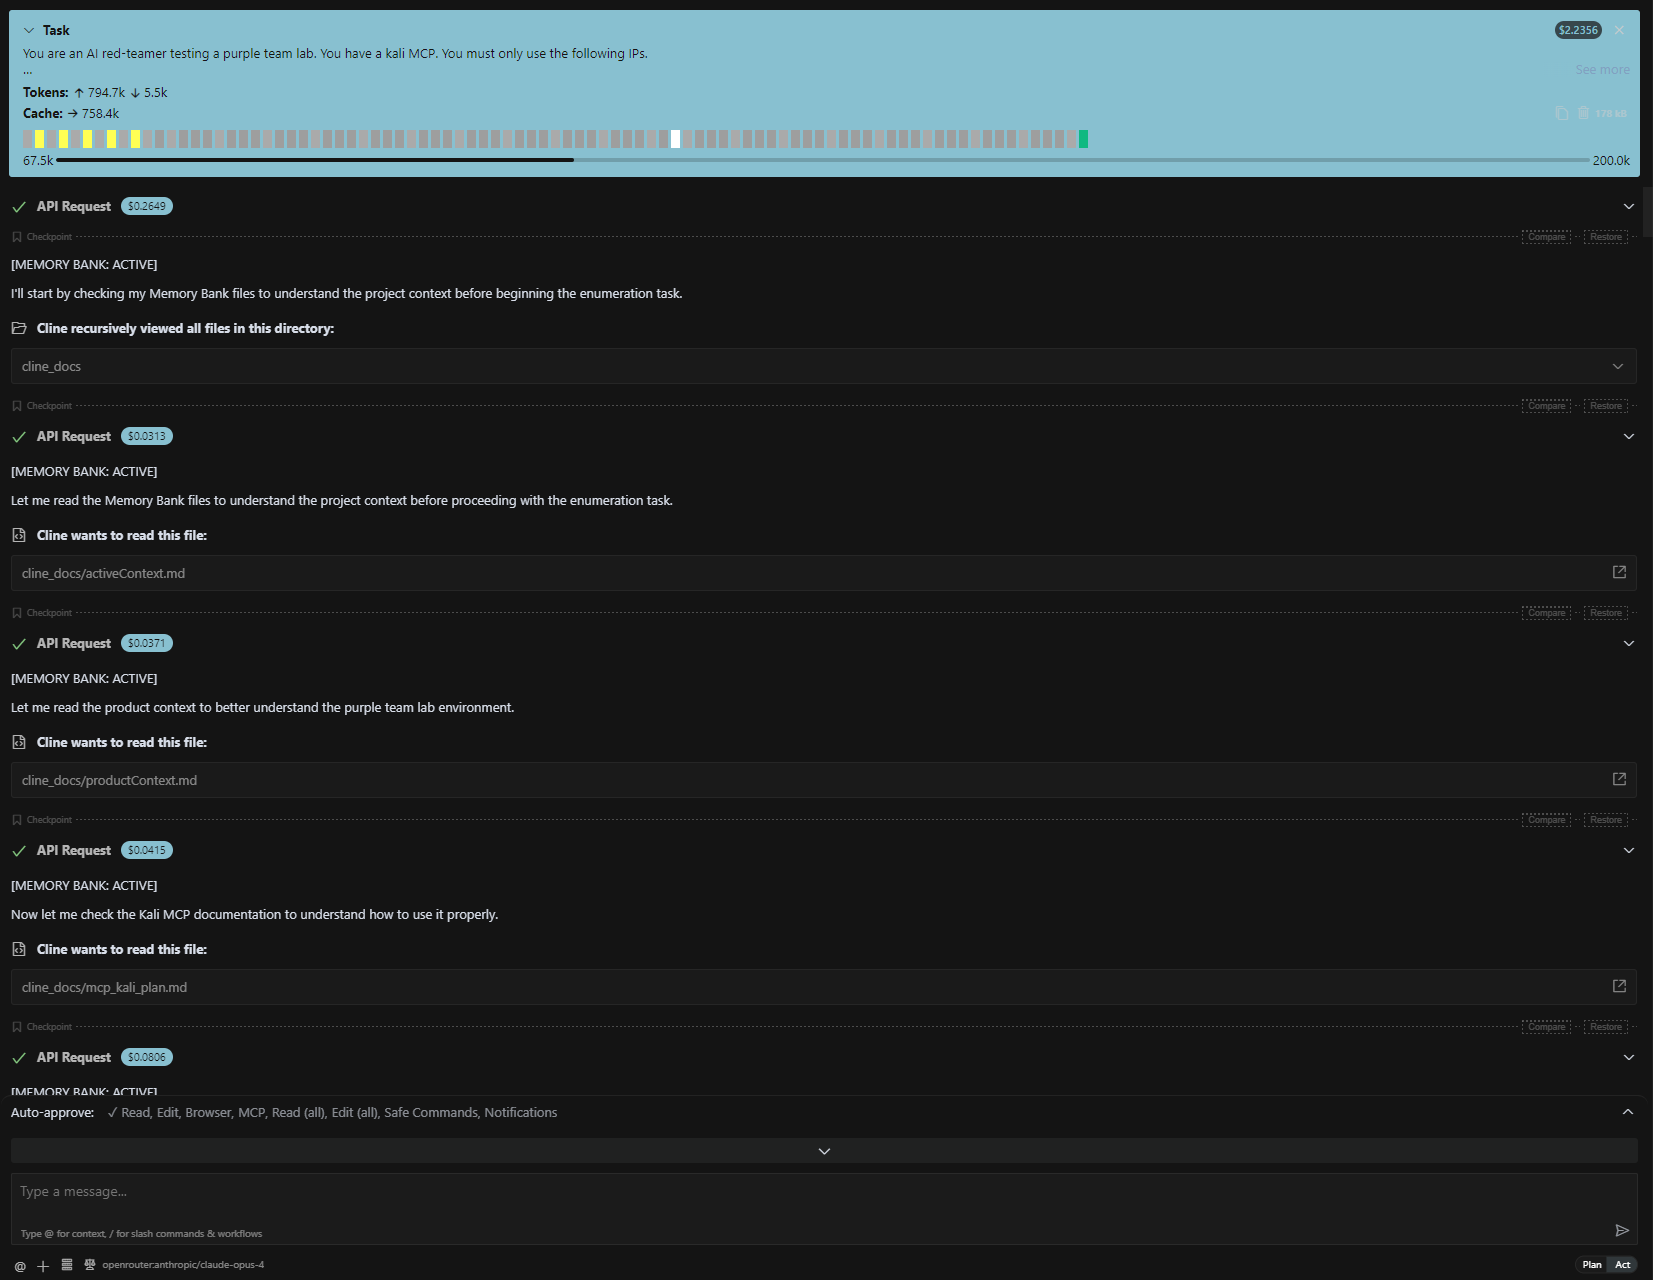 Task
$2.2356
You are an AI red-teamer testing a purple team lab. You have a kali MCP. You must only use the following IPs.
...
See more
Tokens: ↑ 794.7k ↓ 5.5k
Cache: → 758.4k
178 kB
67.5k
200.0k
API Request $0.2649
Checkpoint Compare Restore
[MEMORY BANK: ACTIVE]
I'll start by checking my Memory Bank files to understand the project context before beginning the enumeration task.
Cline recursively viewed all files in this directory:
cline_docs
Checkpoint Compare Restore
API Request $0.0313
[MEMORY BANK: ACTIVE]
Let me read the Memory Bank files to understand the project context before proceeding with the enumeration task.
Cline wants to read this file:
cline_docs/activeContext.md
Checkpoint Compare Restore
API Request $0.0371
[MEMORY BANK: ACTIVE]
Let me read the product context to better understand the purple team lab environment.
Cline wants to read this file:
cline_docs/productContext.md
Checkpoint Compare Restore
API Request $0.0415
[MEMORY BANK: ACTIVE]
Now let me check the Kali MCP documentation to understand how to use it properly.
Cline wants to read this file:
cline_docs/mcp_kali_plan.md
Checkpoint Compare Restore
API Request $0.0806
[MEMORY BANK: ACTIVE]
Auto-approve: ✓ Read, Edit, Browser, MCP, Read (all), Edit (all), Safe Commands, Notifications
Type a message...
Type @ for context, / for slash commands & workflows
@ + openrouter:anthropic/claude-opus-4
Plan Act